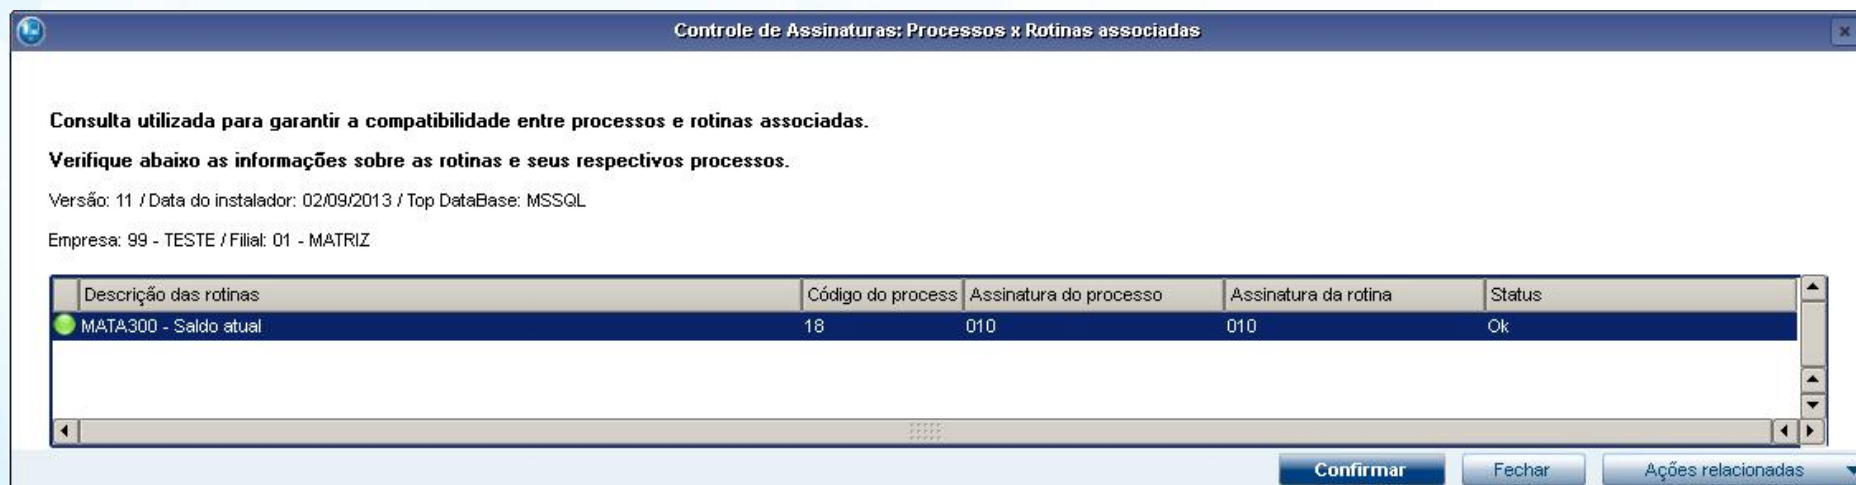 Controle de Assinaturas: Processos x Rotinas associadas
Consulta utilizada para garantir a compatibilidade entre processos e rotinas associadas.
Verifique abaixo as informações sobre as rotinas e seus respectivos processos.
Versão: 11 / Data do instalador: 02/09/2013 / Top DataBase: MSSQL
Empresa: 99 - TESTE / Filial: 01 - MATRIZ
Descrição das rotinas Código do process Assinatura do processo Assinatura da rotina Status
MATA300 - Saldo atual 18 010 010 Ok
Confirmar Fechar Ações relacionadas